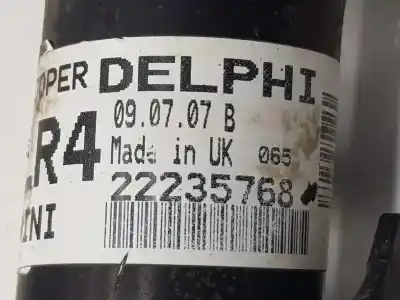 OPER DELPHI
09.07.07 B
R4 Made in UK 065
22235768
INI